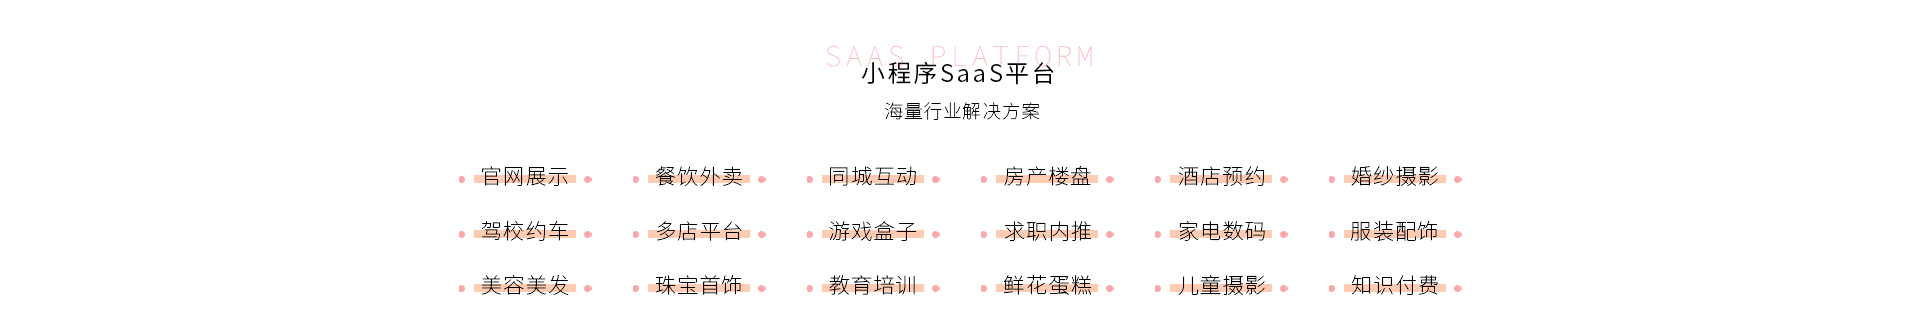 SAAS PLATFORM
小程序SaaS平台
海量行业解决方案
官网展示 餐饮外卖 同城互动 房产楼盘 酒店预约 婚纱摄影
驾校约车 多店平台 游戏盒子 求职内推 家电数码 服装配饰
美容美发 珠宝首饰 教育培训 鲜花蛋糕 儿童摄影 知识付费